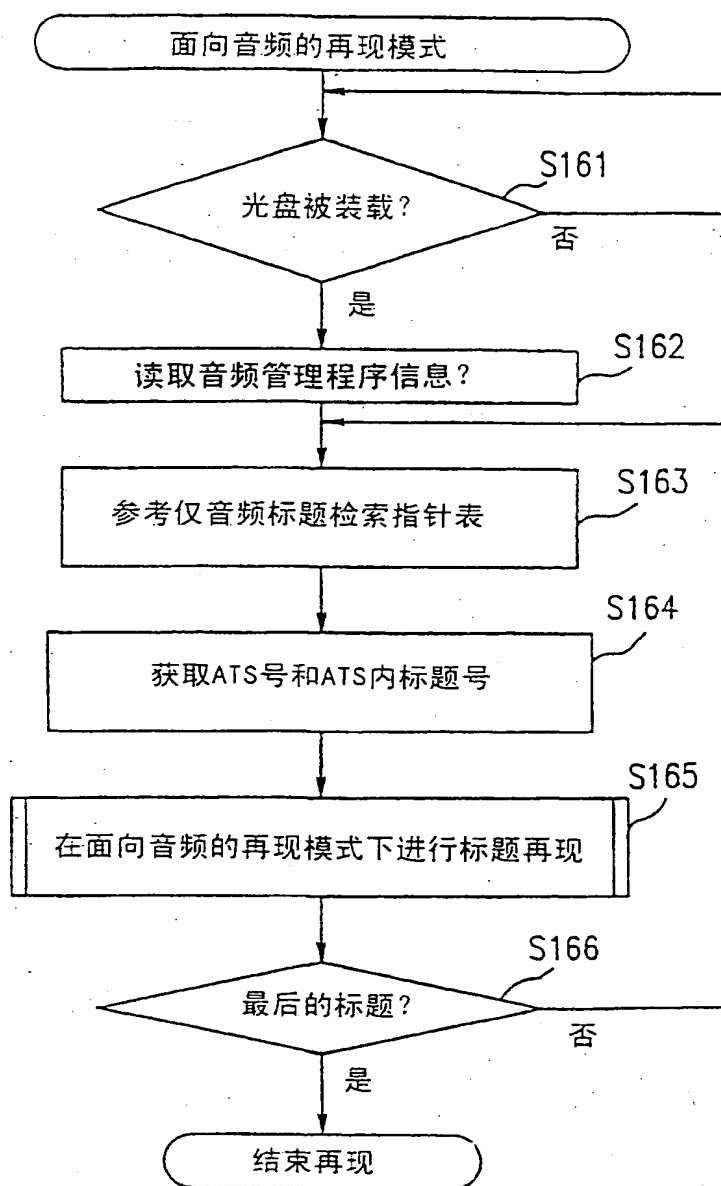 面向音频的再现模式
S161
光盘被装载?
否
是
S162
读取音频管理程序信息?
S163
参考仅音频标题检索指针表
S164
获取ATS号和ATS内标题号
S165
在面向音频的再现模式下进行标题再现
S166
最后的标题?
否
是
结束再现